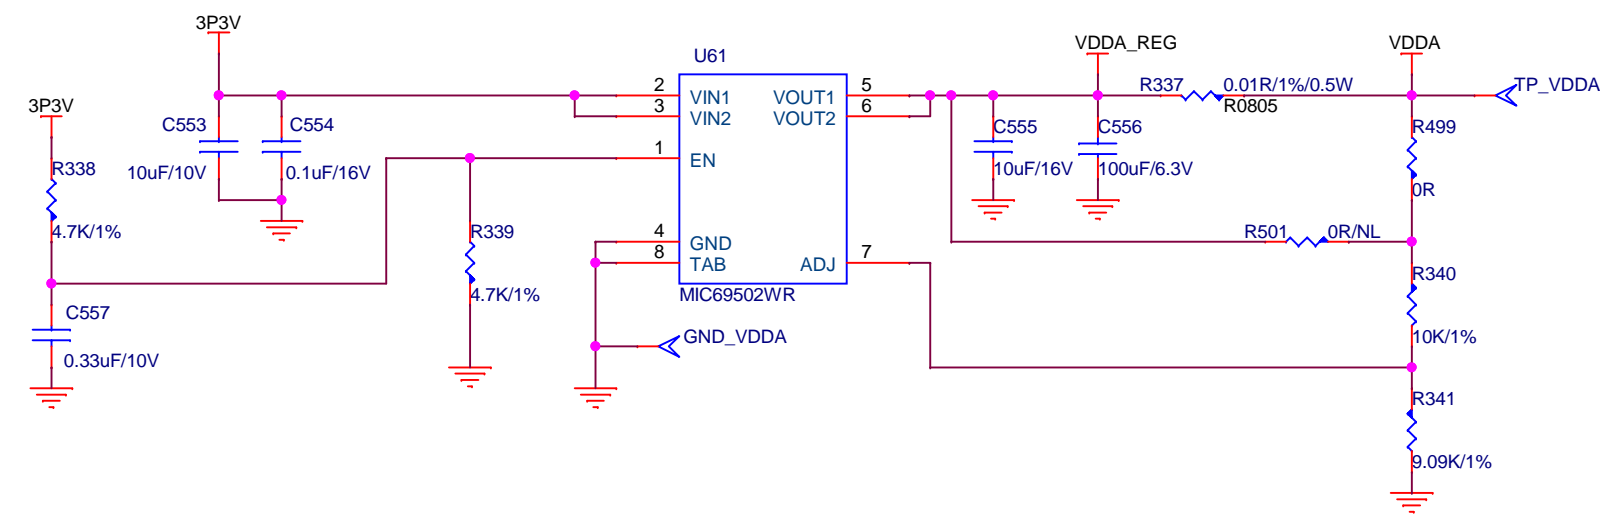 3P3V
VDDA_REG
VDDA
U61
R337
0.01R/1%/0.5W
TP_VDDA
R0805
3P3V
2
VIN1
VOUT1
5
3
VIN2
VOUT2
6
C553
C554
C555
C556
R499
10uF/10V
0.1uF/16V
1
EN
10uF/16V
100uF/6.3V
R338
0R
4.7K/1%
R339
4
GND
R501
0R/NL
8
TAB
ADJ
7
R340
4.7K/1%
MIC69502WR
C557
GND_VDDA
10K/1%
0.33uF/10V
R341
9.09K/1%